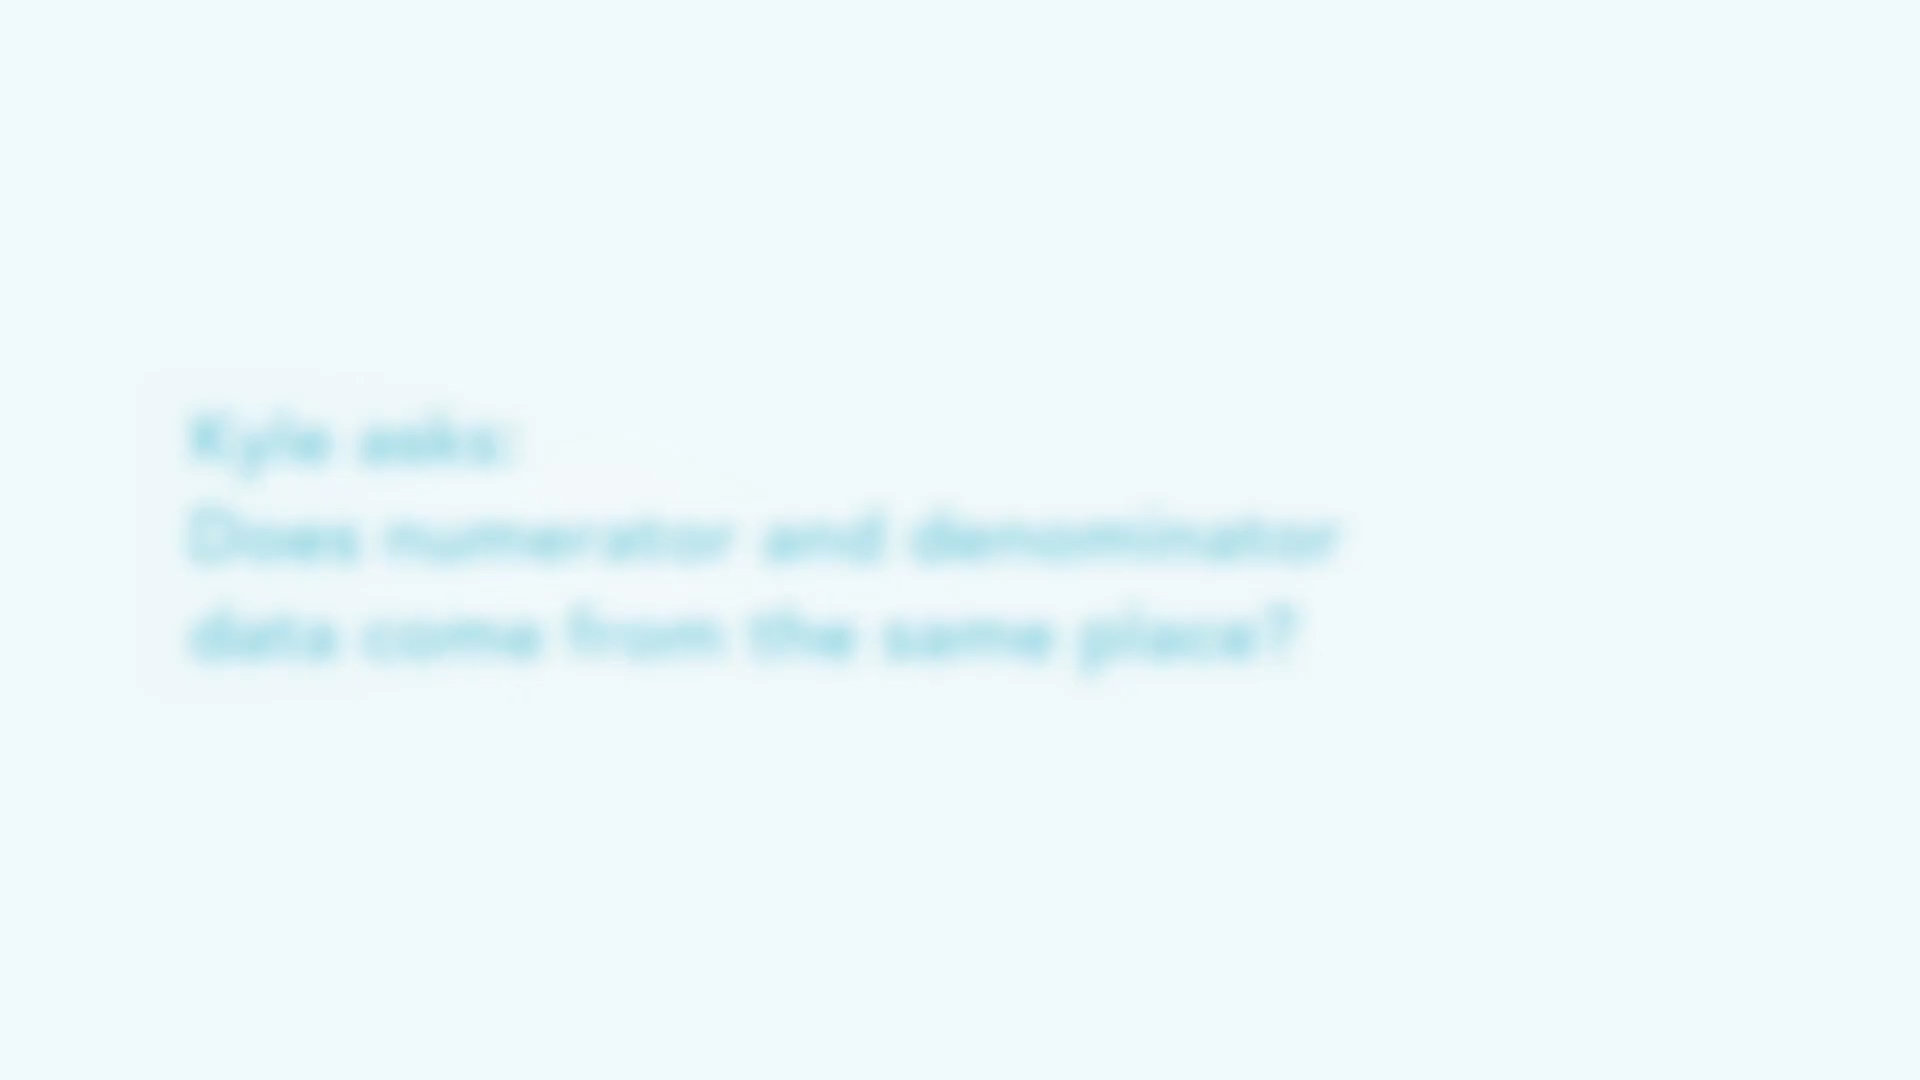 Kyle asks:
Does numerator and denominator
data come from the same place?